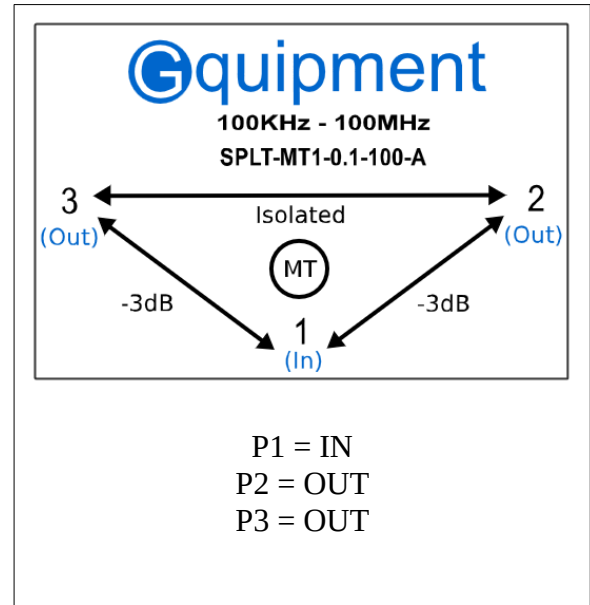 Gquipment
100KHz - 100MHz
SPLT-MT1-0.1-100-A
3
2
Isolated
(Out)
(Out)
MT
-3dB
-3dB
1
(In)
P1 = IN
P2 = OUT
P3 = OUT